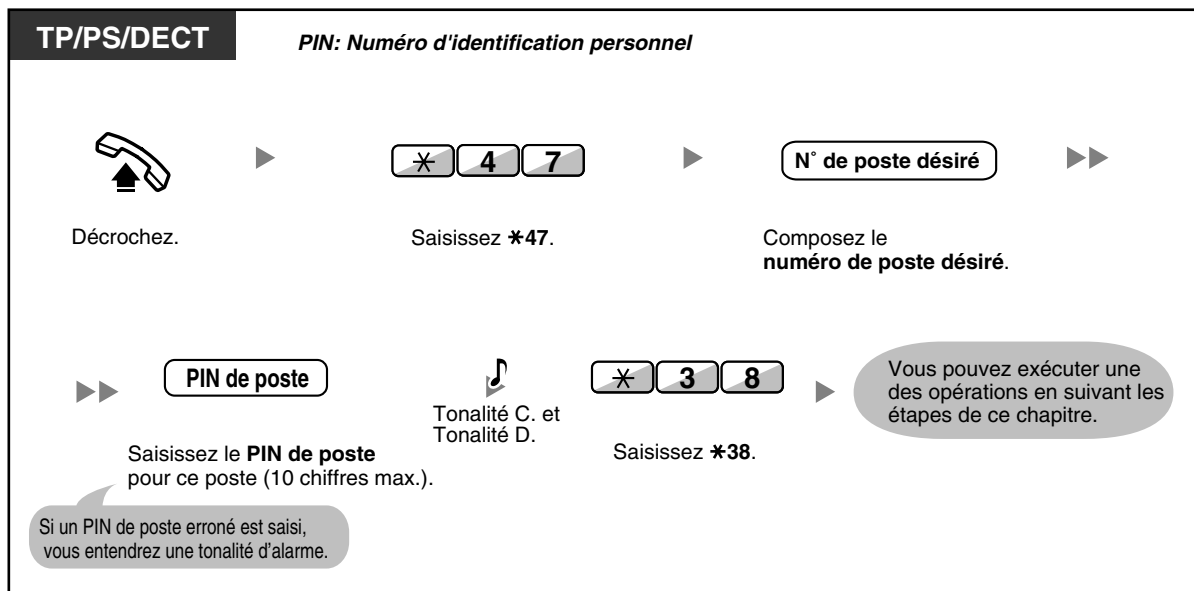 TP/PS/DECT
PIN: Numéro d'identification personnel
✳ 4 7
N° de poste désiré
Décrochez.
Saisissez ✳47.
Composez le
numéro de poste désiré.
PIN de poste
✳ 3 8
Tonalité C. et
Tonalité D.
Saisissez le PIN de poste
pour ce poste (10 chiffres max.).
Saisissez ✳38.
Vous pouvez exécuter une
des opérations en suivant les
étapes de ce chapitre.
Si un PIN de poste erroné est saisi,
vous entendrez une tonalité d’alarme.